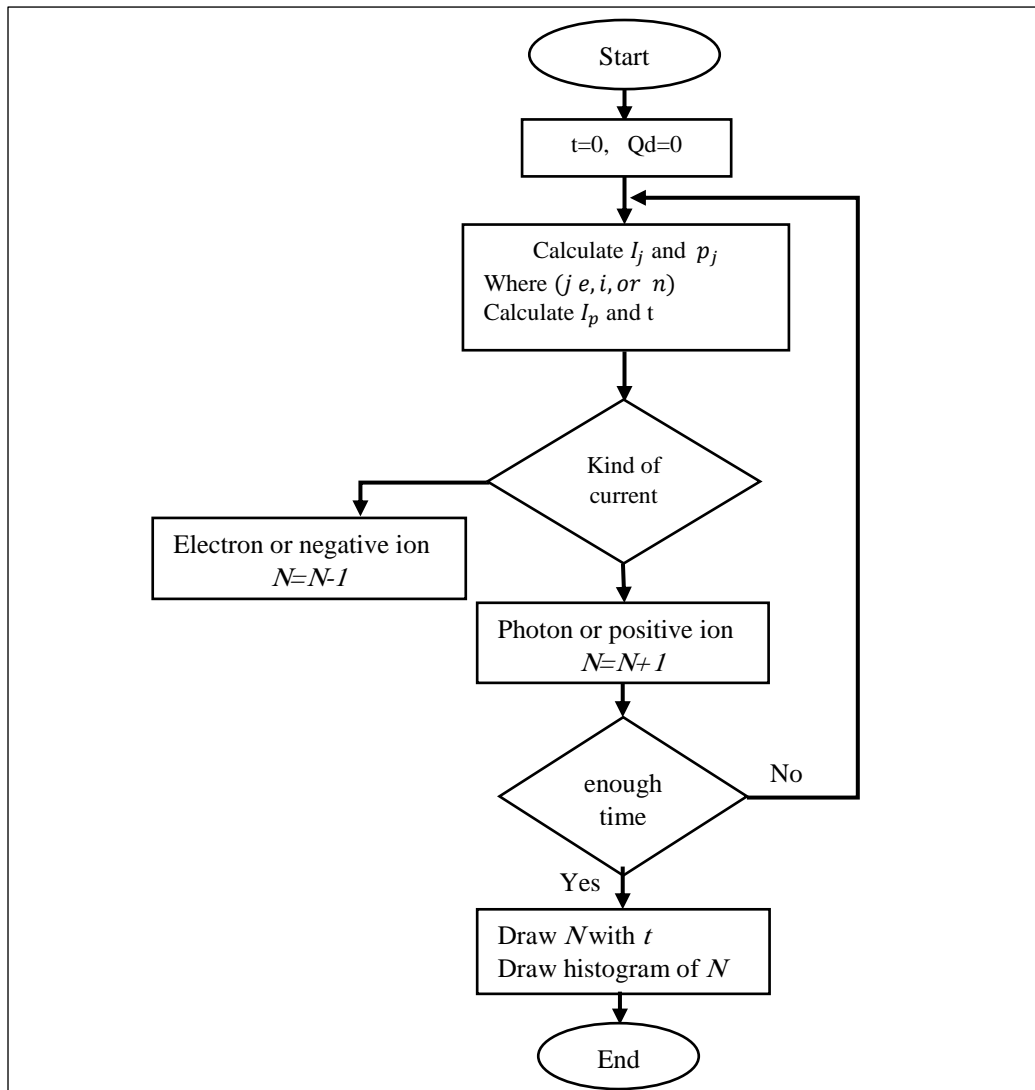 Start
t=0, Qd=0
Calculate I_j and p_j
Where (j e, i, or n)
Calculate I_p and t
Kind of
current
Electron or negative ion
N=N-1
Photon or positive ion
N=N+1
enough
time
No
Yes
Draw N with t
Draw histogram of N
End